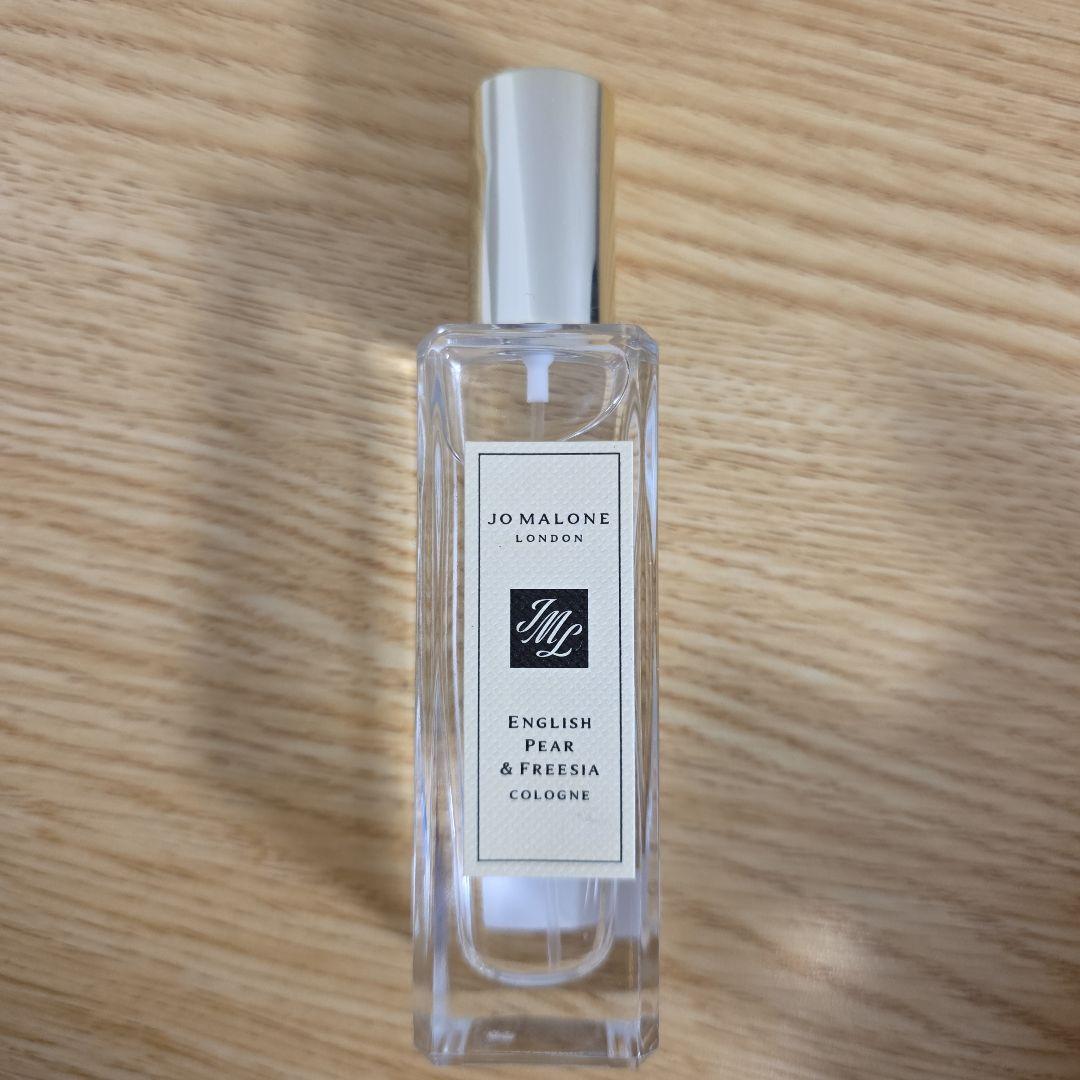 JO MALONE
LONDON
JML
ENGLISH
PEAR
& FREESIA
COLOGNE